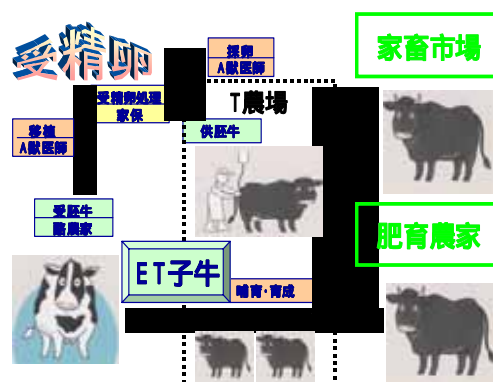 受精卵
採卵
A獣医師
家畜市場
受精卵処理
家保
T農場
移植
A獣医師
供胚牛
受胚牛
酪農家
肥育農家
ET子牛
哺育・育成